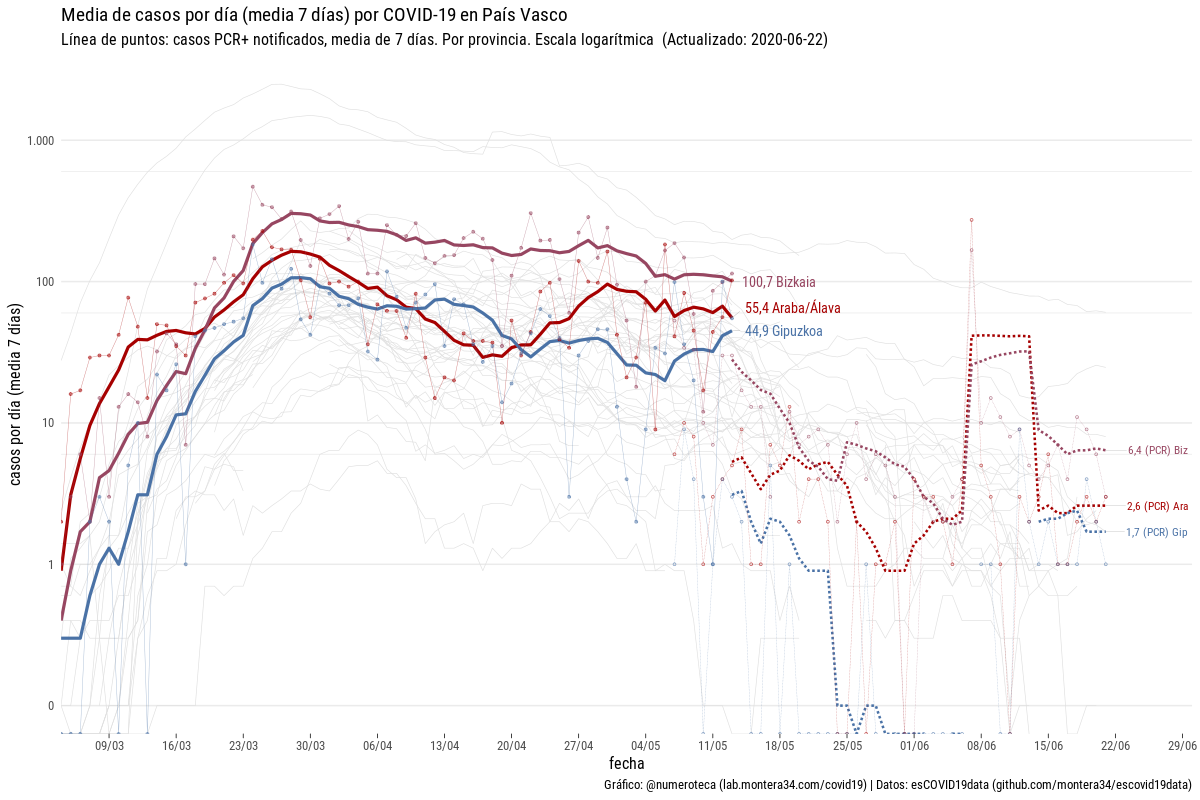 Media de casos por día (media 7 días) por COVID-19 en País Vasco
Línea de puntos: casos PCR+ notificados, media de 7 días. Por provincia. Escala logarítmica (Actualizado: 2020-06-22)
casos por día (media 7 días)
1.000
100
10
1
0
100,7 Bizkaia
55,4 Araba/Álava
44,9 Gipuzkoa
6,4 (PCR) Biz
2,6 (PCR) Ara
1,7 (PCR) Gip
09/03 16/03 23/03 30/03 06/04 13/04 20/04 27/04 04/05 11/05 18/05 25/05 01/06 08/06 15/06 22/06 29/06
fecha
Gráfico: @numeroteca (lab.montera34.com/covid19) | Datos: esCOVID19data (github.com/montera34/escovid19data)